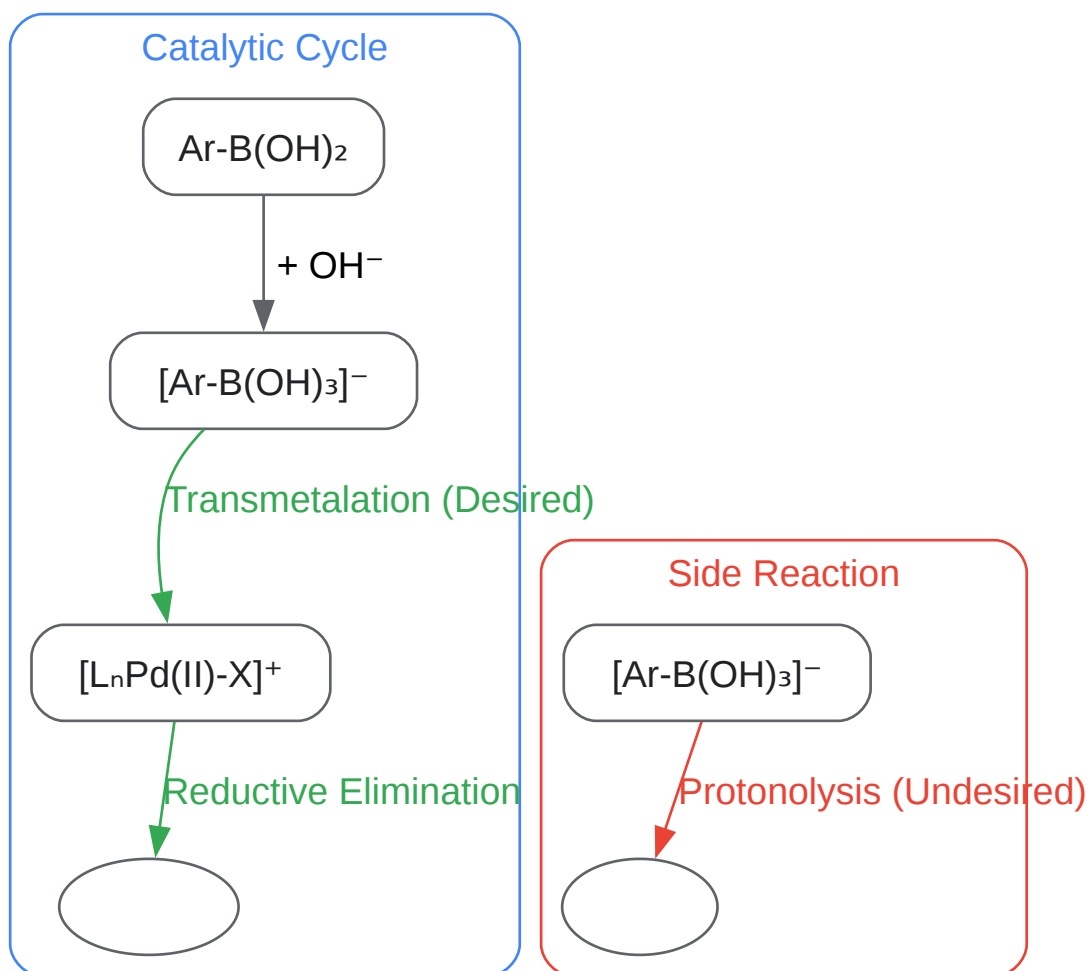 Catalytic Cycle
Ar-B(OH)₂
+ OH⁻
[Ar-B(OH)₃]⁻
Transmetalation (Desired)
[LₙPd(II)-X]⁺
Reductive Elimination
Side Reaction
[Ar-B(OH)₃]⁻
Protonolysis (Undesired)